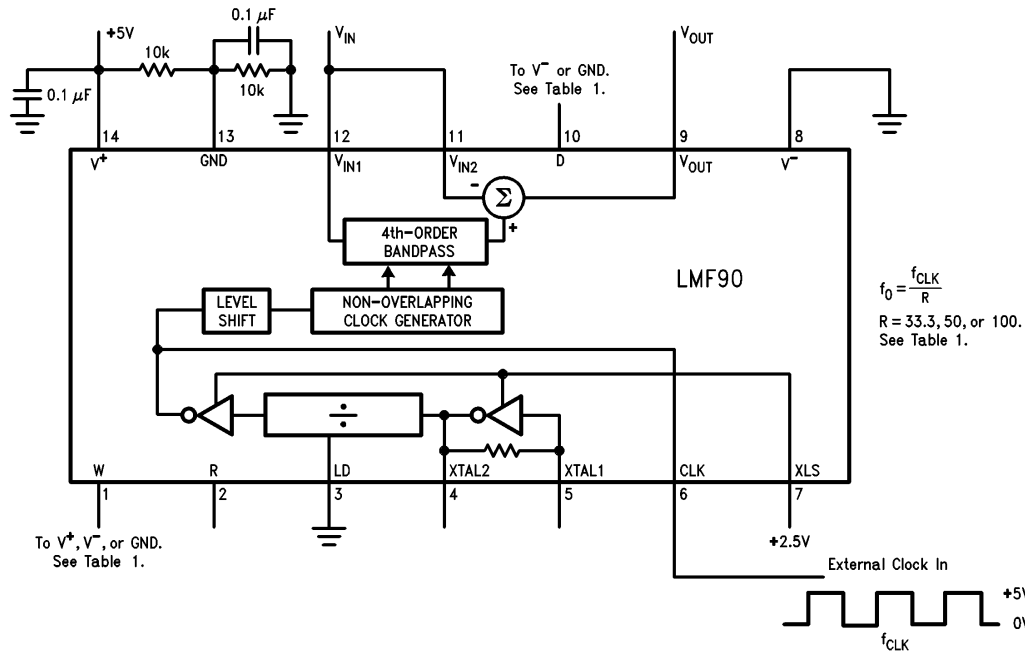 +5V
10k
0.1 μF
0.1 μF
10k
V_IN
V_OUT
To V⁻ or GND.
See Table 1.
14
13
12
11
10
9
8
V⁺
GND
V_IN1
V_IN2
D
V_OUT
V⁻
-
Σ
+
4th-ORDER
BANDPASS
LMF90
LEVEL
SHIFT
NON-OVERLAPPING
CLOCK GENERATOR
f_O = f_CLK / R
R = 33.3, 50, or 100.
See Table 1.
÷
W
R
LD
XTAL2
XTAL1
CLK
XLS
1
2
3
4
5
6
7
To V⁺, V⁻, or GND.
See Table 1.
+2.5V
External Clock In
+5V
0V
f_CLK